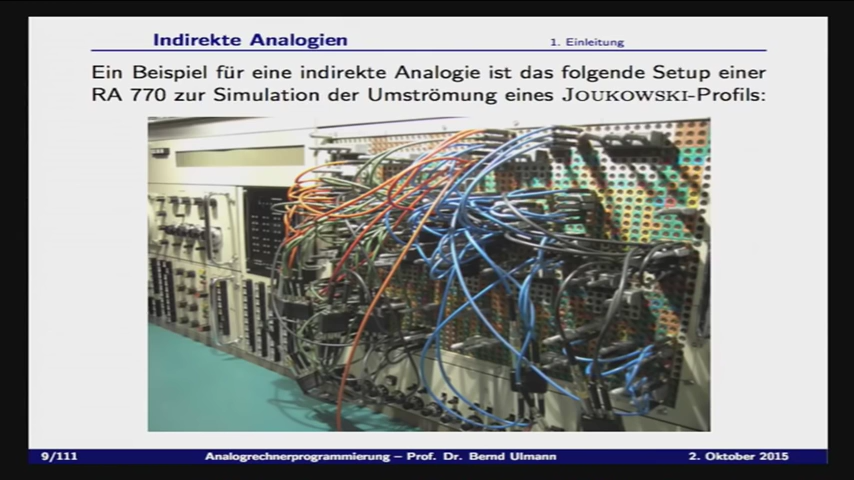 Indirekte Analogien
1. Einleitung
Ein Beispiel für eine indirekte Analogie ist das folgende Setup einer
RA 770 zur Simulation der Umströmung eines JOUKOWSKI-Profils:
9/111
Analogrechnerprogrammierung – Prof. Dr. Bernd Ulmann
2. Oktober 2015